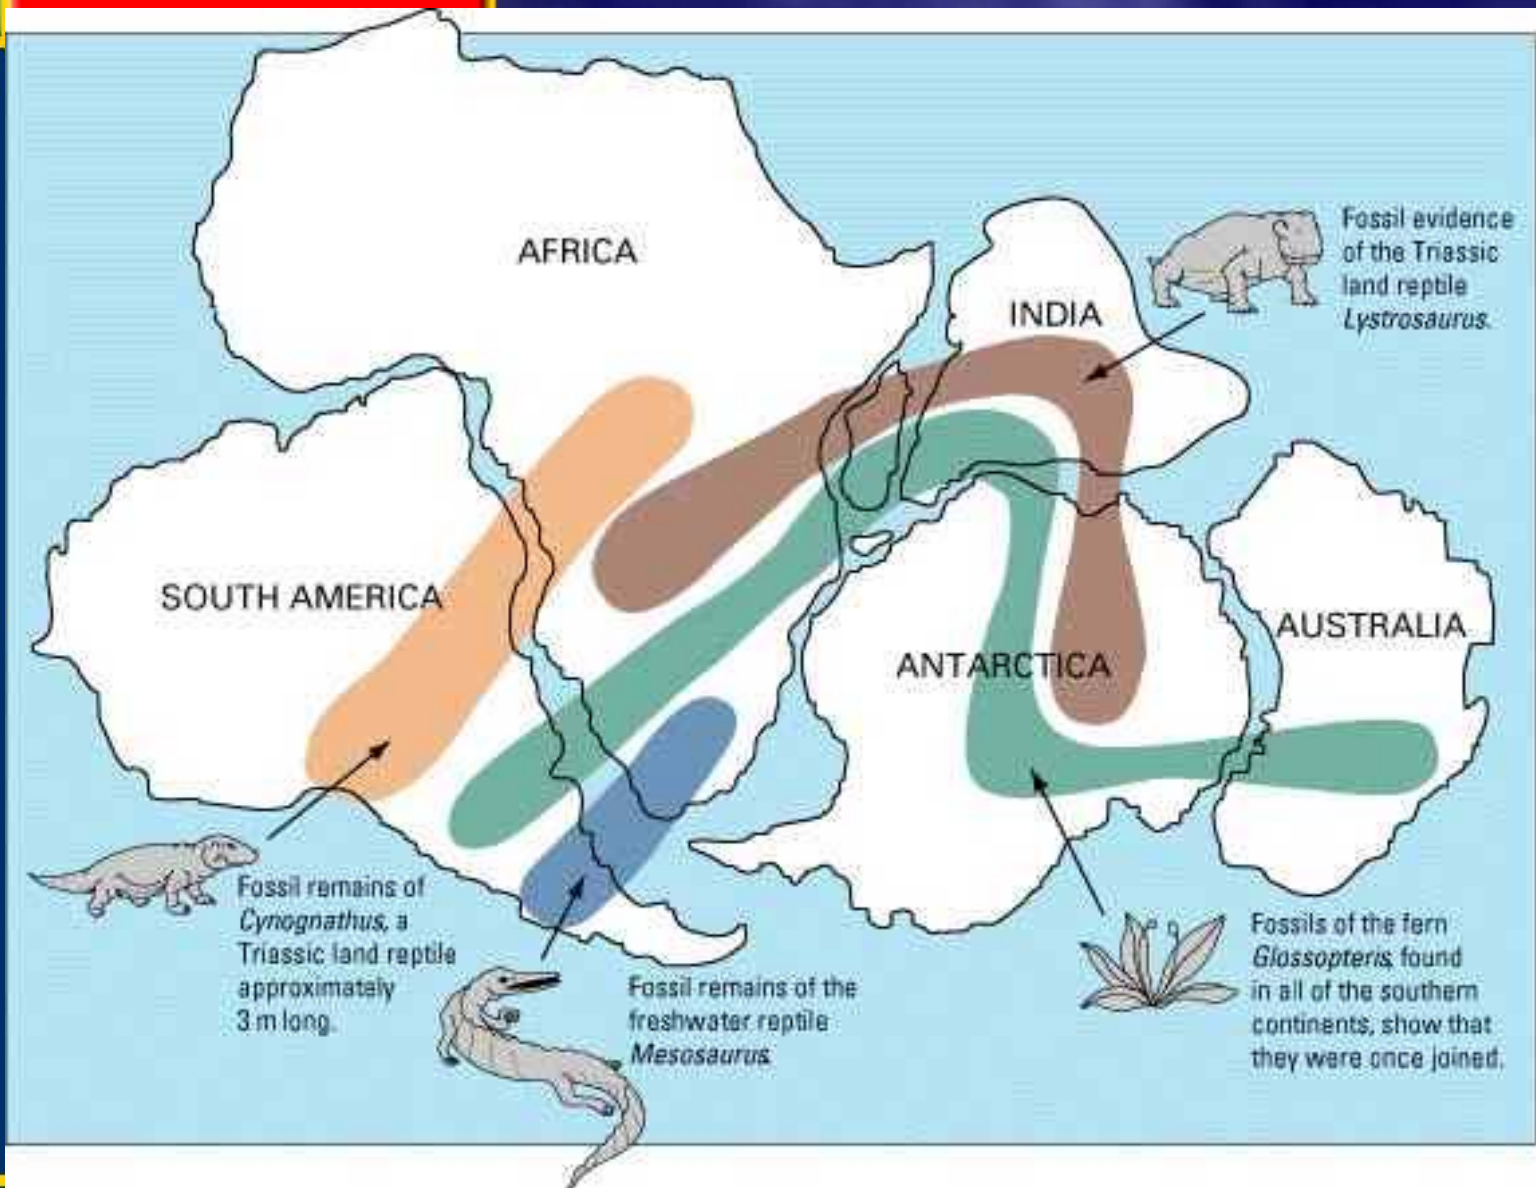 AFRICA
INDIA
Fossil evidence
of the Triassic
land reptile
Lystrosaurus.
SOUTH AMERICA
AUSTRALIA
ANTARCTICA
Fossil remains of
Cynognathus, a
Triassic land reptile
approximately
3 m long.
Fossil remains of the
freshwater reptile
Mesosaurus.
Fossils of the fern
Glossopteris, found
in all of the southern
continents, show that
they were once joined.